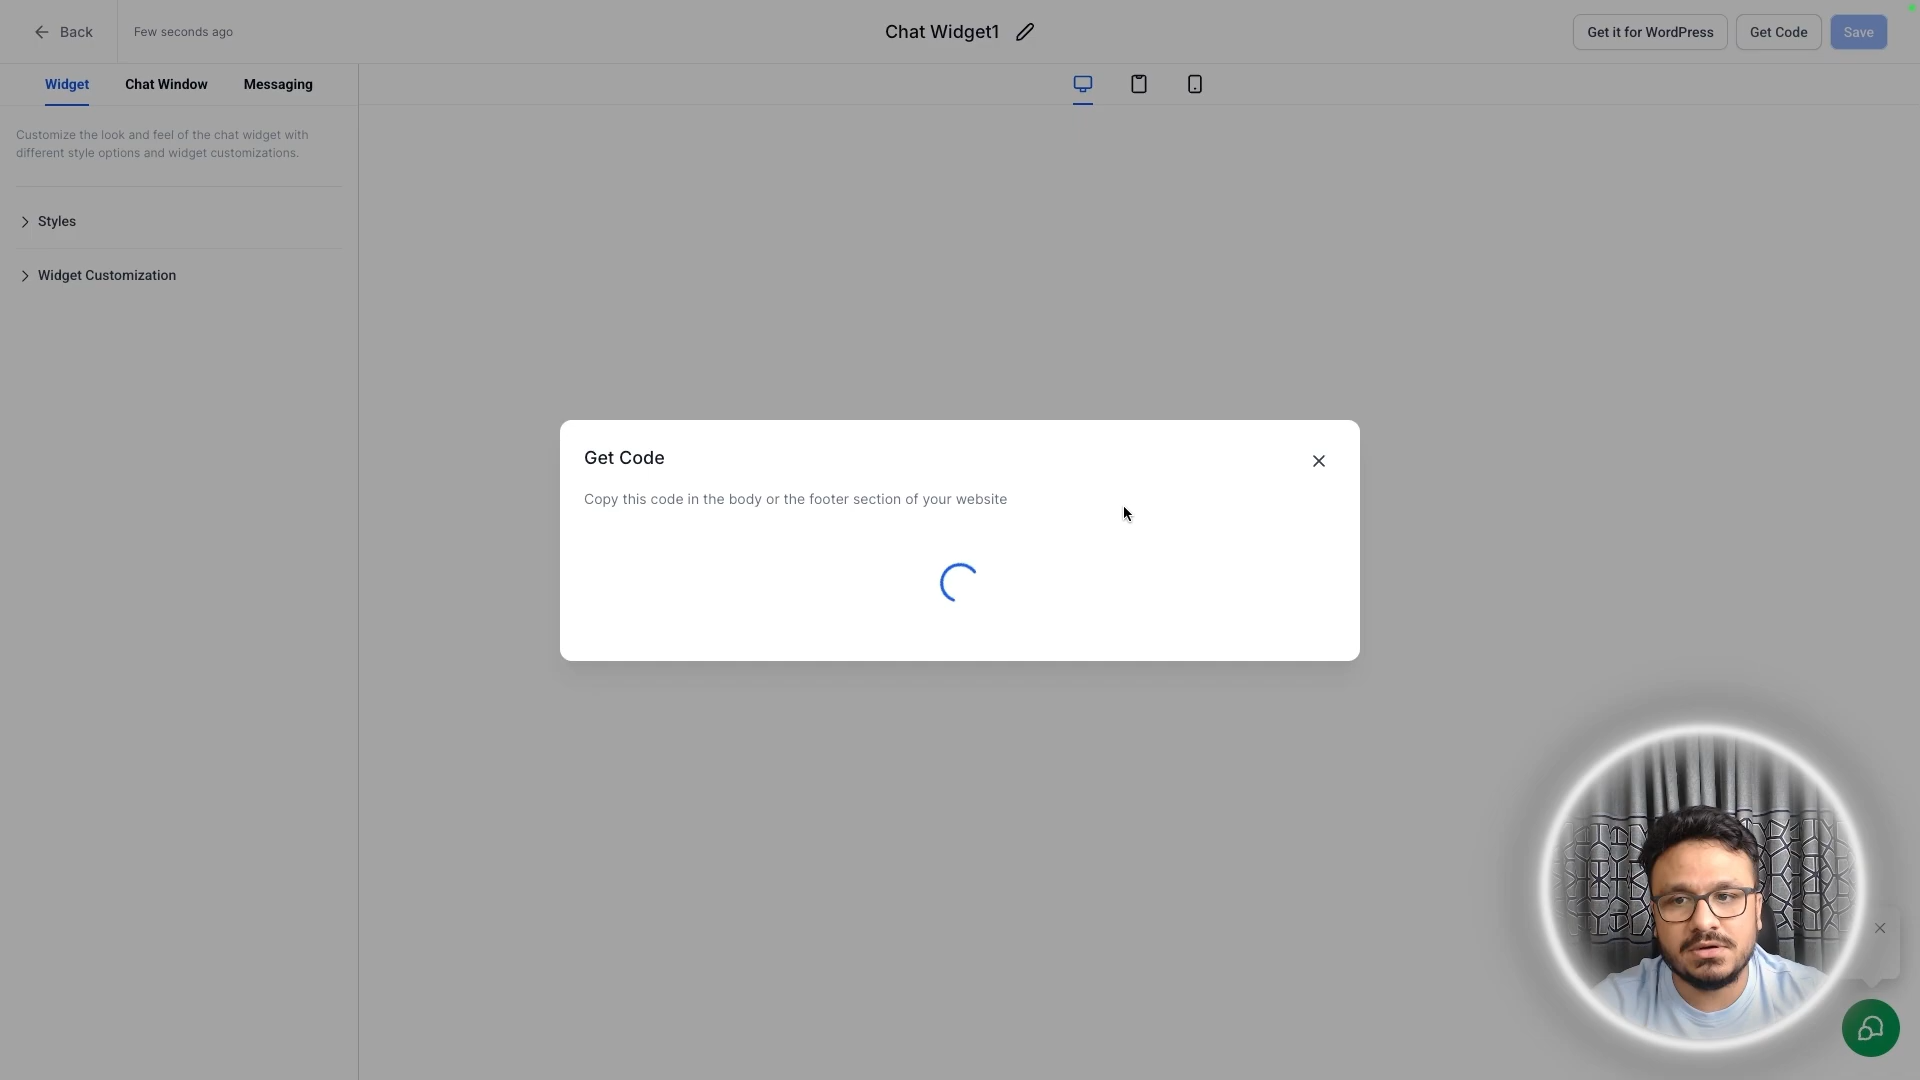 Back
Few seconds ago
Chat Widget1
Get it for WordPress
Get Code
Save
Widget
Chat Window
Messaging
Customize the look and feel of the chat widget with
different style options and widget customizations.
Styles
Widget Customization
Get Code
Copy this code in the body or the footer section of your website